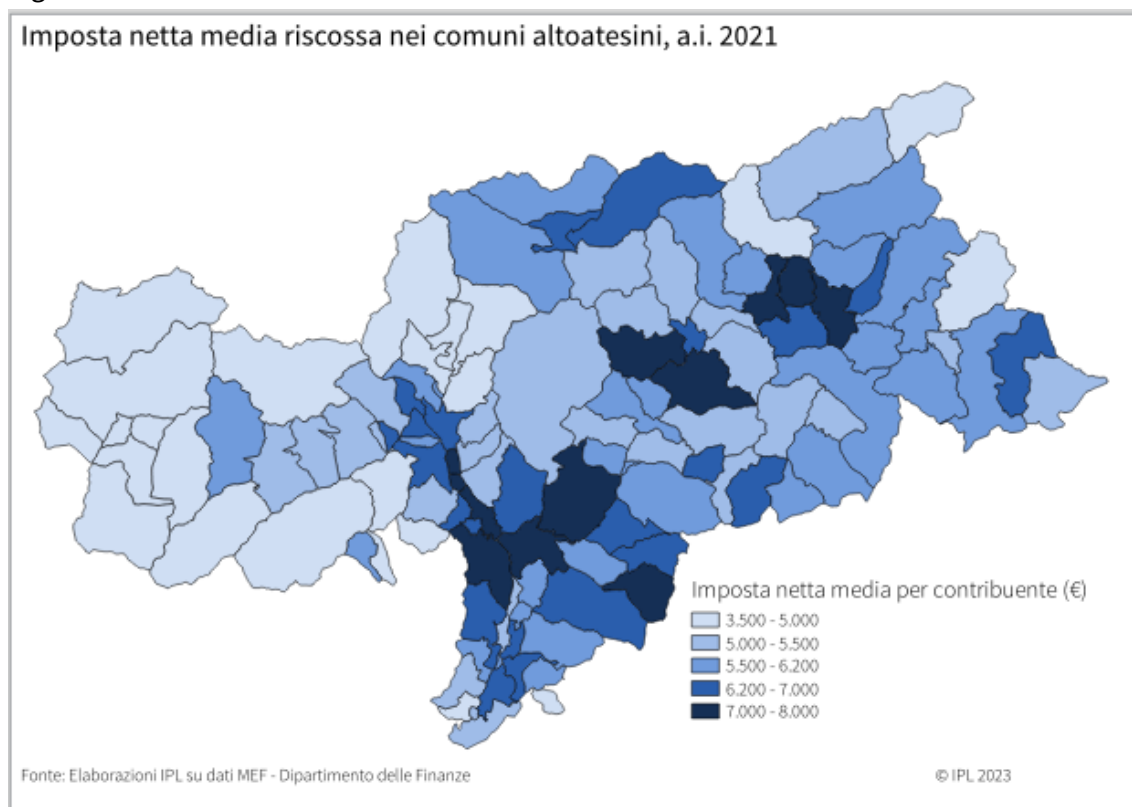 Imposta netta media riscossa nei comuni altoatesini, a.i. 2021
Imposta netta media per contribuente (€)
3.500 - 5.000
5.000 - 5.500
5.500 - 6.200
6.200 - 7.000
7.000 - 8.000
Fonte: Elaborazioni IPL su dati MEF - Dipartimento delle Finanze
© IPL 2023